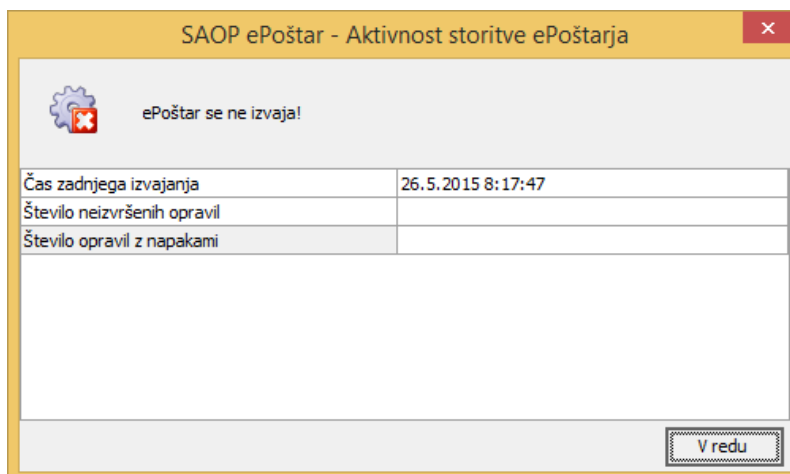 SAOP ePoštar - Aktivnost storitve ePoštarja
ePoštar se ne izvaja!
Čas zadnjega izvajanja 26.5.2015 8:17:47
Število neizvršenih opravil
Število opravil z napakami
V redu